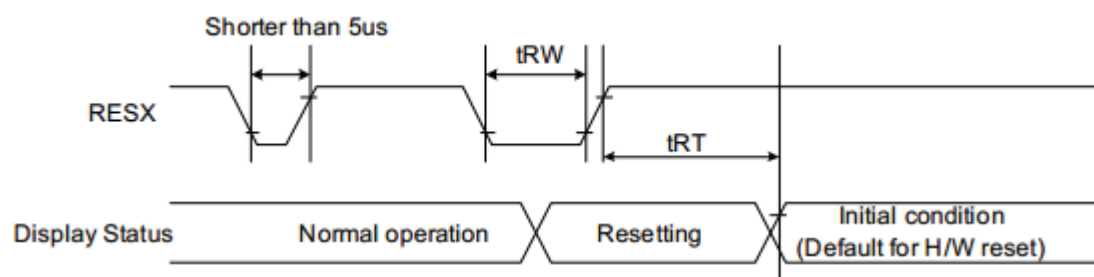 Shorter than 5us
tRW
RESX
tRT
Display Status
Normal operation
Resetting
Initial condition
(Default for H/W reset)